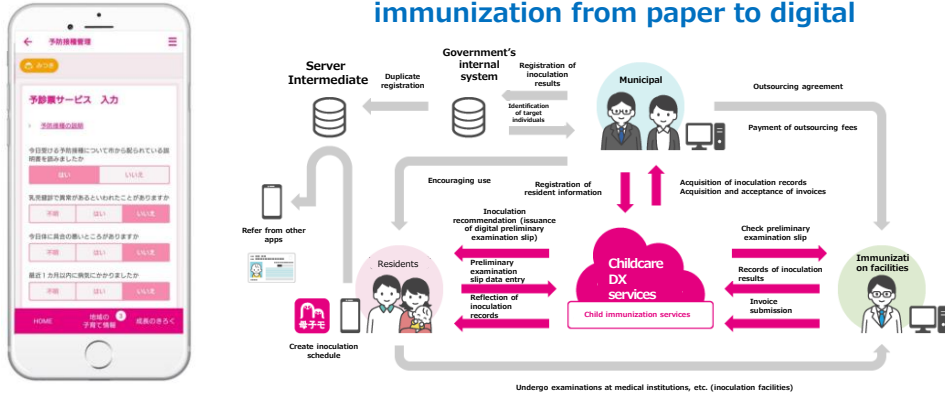 immunization from paper to digital
予防接種管理
みつき
予診票サービス 入力
予防接種の説明
今日受ける予防接種について市から配られている説
明書を読みましたか
はい
いいえ
乳児健診で異常があるといわれたことがありますか
不明
はい
いいえ
今日体に具合の悪いところがありますか
不明
はい
いいえ
最近1カ月以内に病気にかかりましたか
不明
はい
いいえ
HOME
地域の
子育て情報
3
成長のきろく
Server
Intermediate
Duplicate
registration
Government's
internal
system
Registration of
inoculation
results
Identification
of target
individuals
Municipal
Outsourcing agreement
Payment of outsourcing fees
Encouraging use
Registration of
resident information
Acquisition of inoculation records
Acquisition and acceptance of invoices
Refer from other
apps
Residents
Inoculation
recommendation (issuance
of digital preliminary
examination slip)
Preliminary
examination
slip data entry
Reflection of
inoculation
records
Childcare
DX
services
Child immunization services
Check preliminary
examination slip
Records of inoculation
results
Invoice
submission
Immunizati
on facilities
母子モ
Create inoculation
schedule
Undergo examinations at medical institutions, etc. (inoculation facilities)